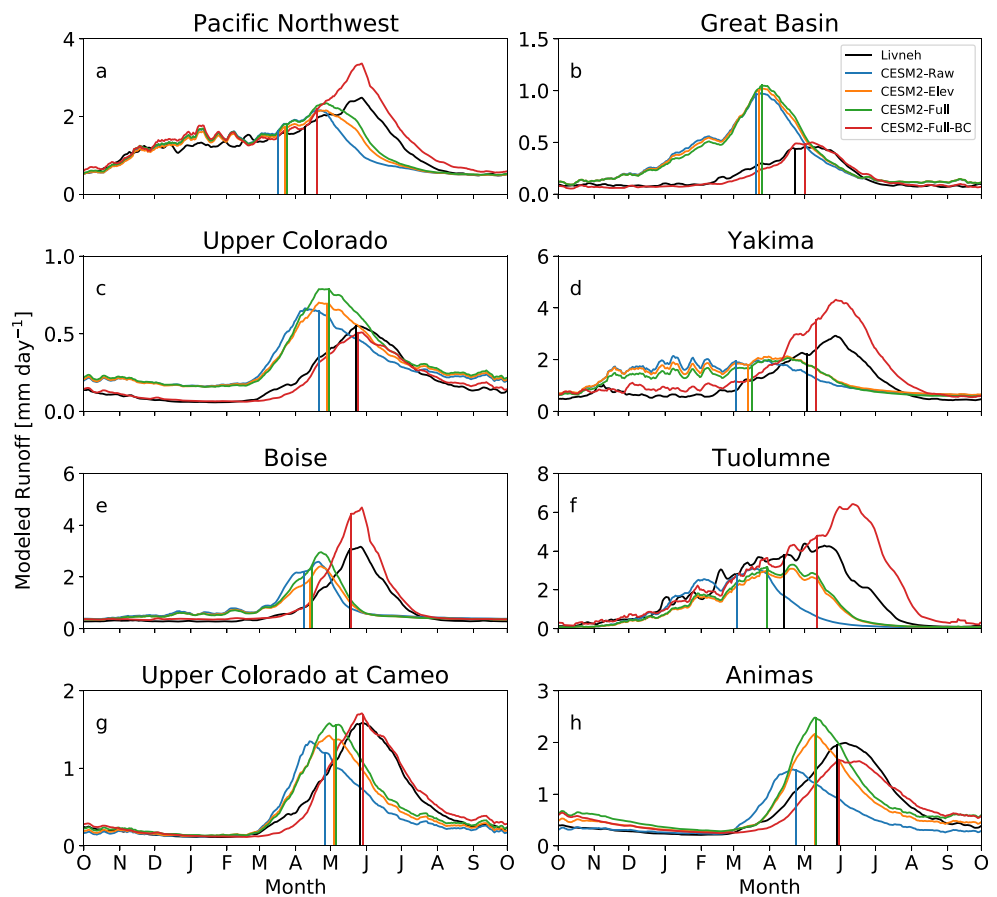 Pacific Northwest
Great Basin
a
4
2
0
O N D J F M A M J J A S O
b
1.5
1.0
0.5
0.0
O N D J F M A M J J A S O
Livneh
CESM2-Raw
CESM2-Elev
CESM2-Full
CESM2-Full-BC
Upper Colorado
Yakima
c
1.0
0.5
0.0
O N D J F M A M J J A S O
d
6
4
2
0
O N D J F M A M J J A S O
Modeled Runoff [mm day⁻¹]
Boise
Tuolumne
e
6
4
2
0
O N D J F M A M J J A S O
f
8
6
4
2
0
O N D J F M A M J J A S O
Upper Colorado at Cameo
Animas
g
2
1
0
O N D J F M A M J J A S O
Month
h
3
2
1
0
O N D J F M A M J J A S O
Month